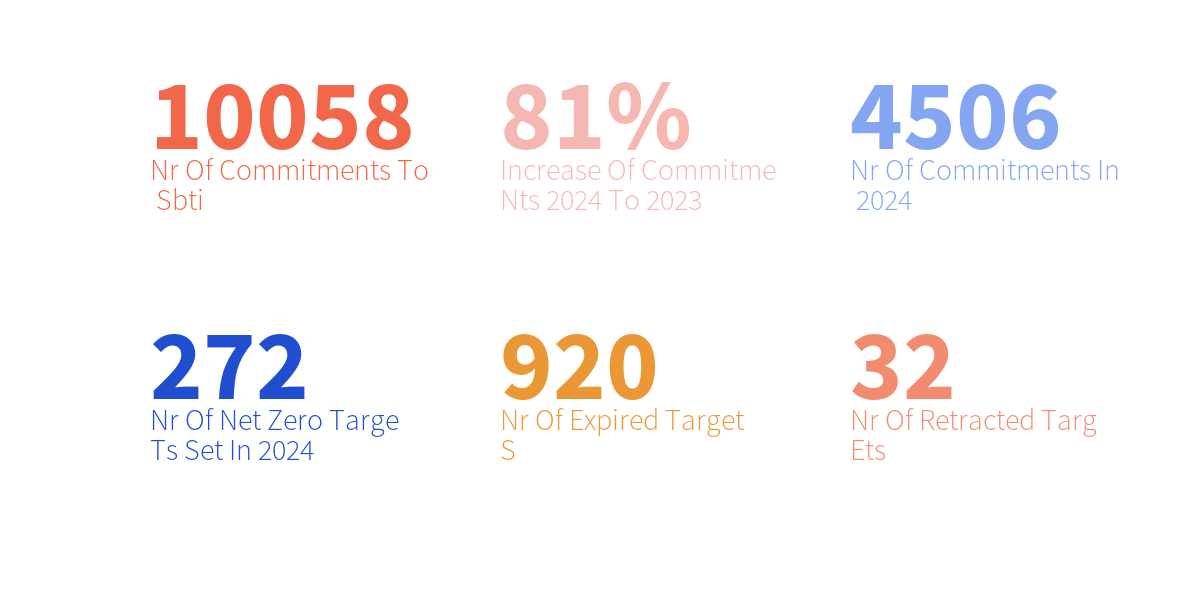 10058
Nr Of Commitments To
Sbti
81%
Increase Of Commitme
Nts 2024 To 2023
4506
Nr Of Commitments In
2024
272
Nr Of Net Zero Targe
Ts Set In 2024
920
Nr Of Expired Target
S
32
Nr Of Retracted Targ
Ets